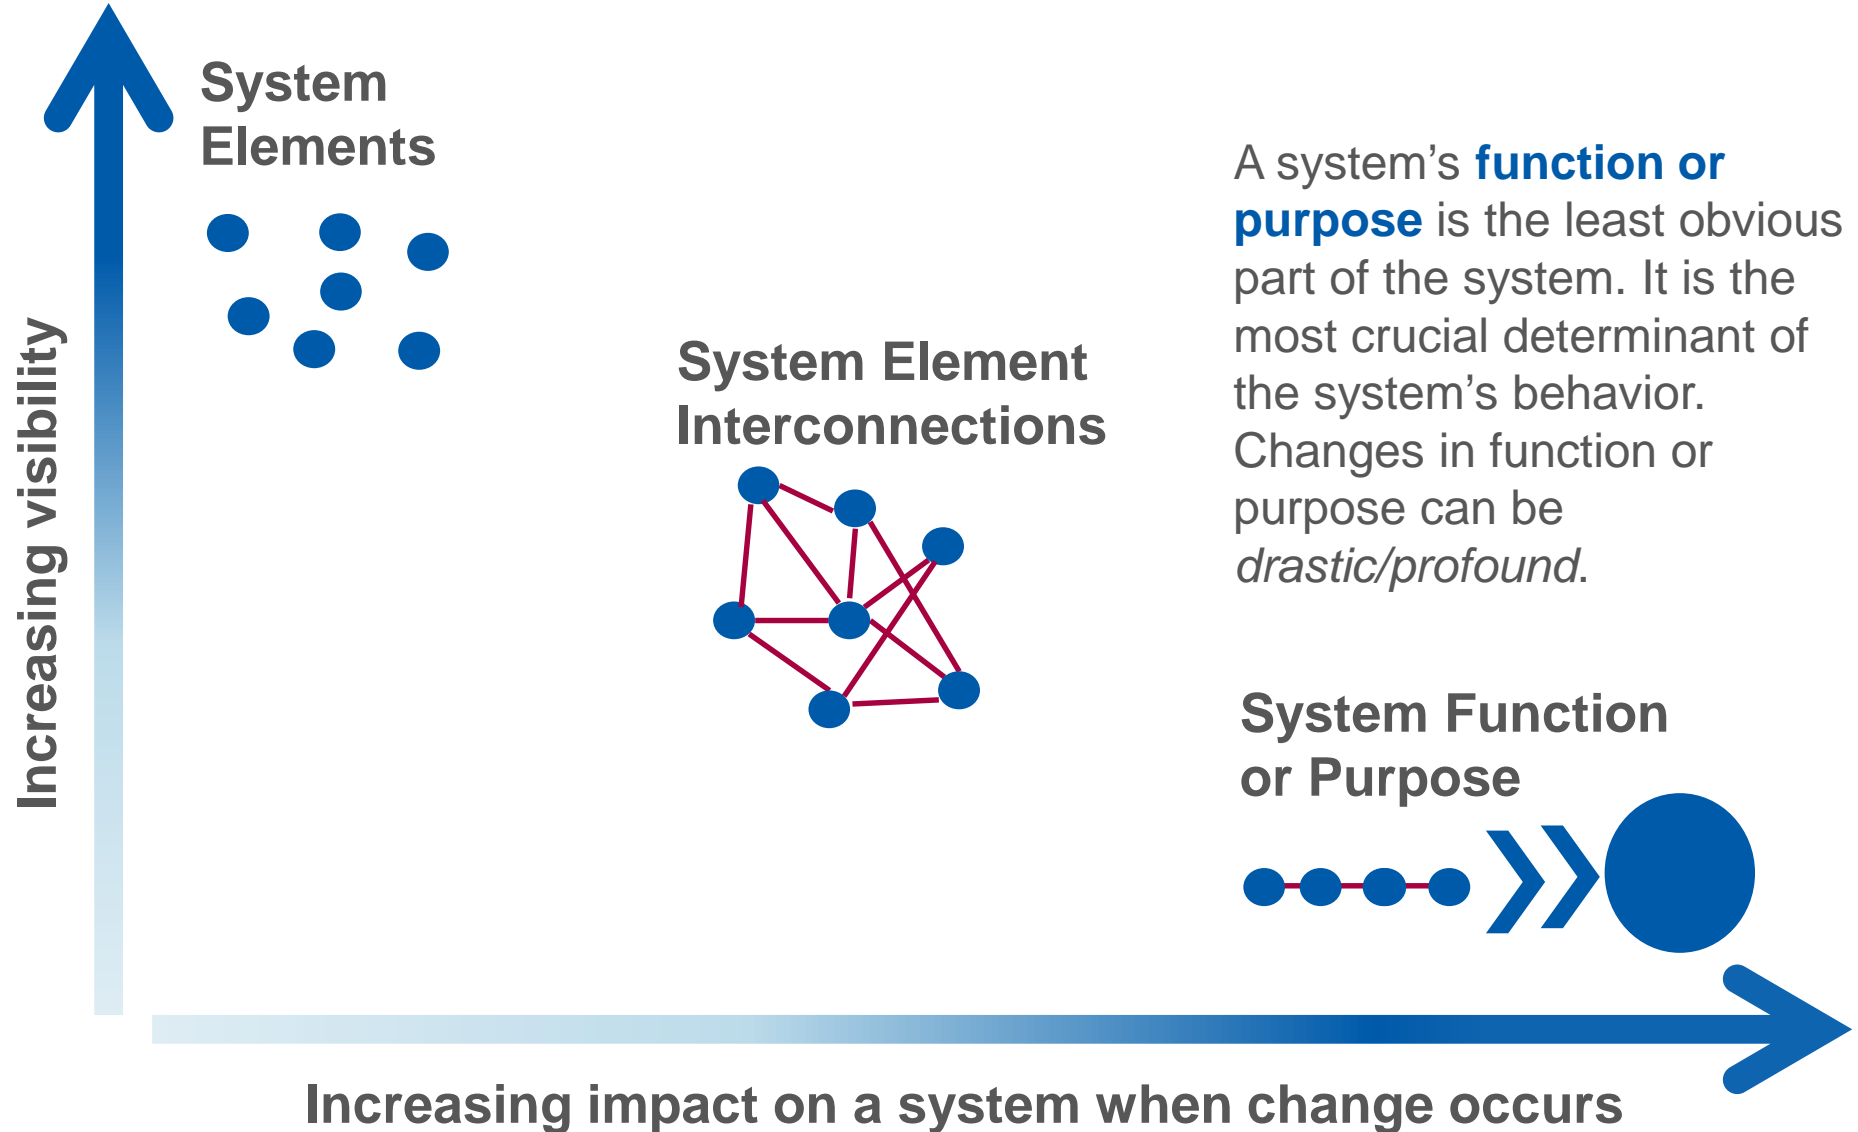 System
Elements
A system’s function or
purpose is the least obvious
part of the system. It is the
most crucial determinant of
the system’s behavior.
Changes in function or
purpose can be
drastic/profound.
Increasing visibility
System Element
Interconnections
System Function
or Purpose
Increasing impact on a system when change occurs